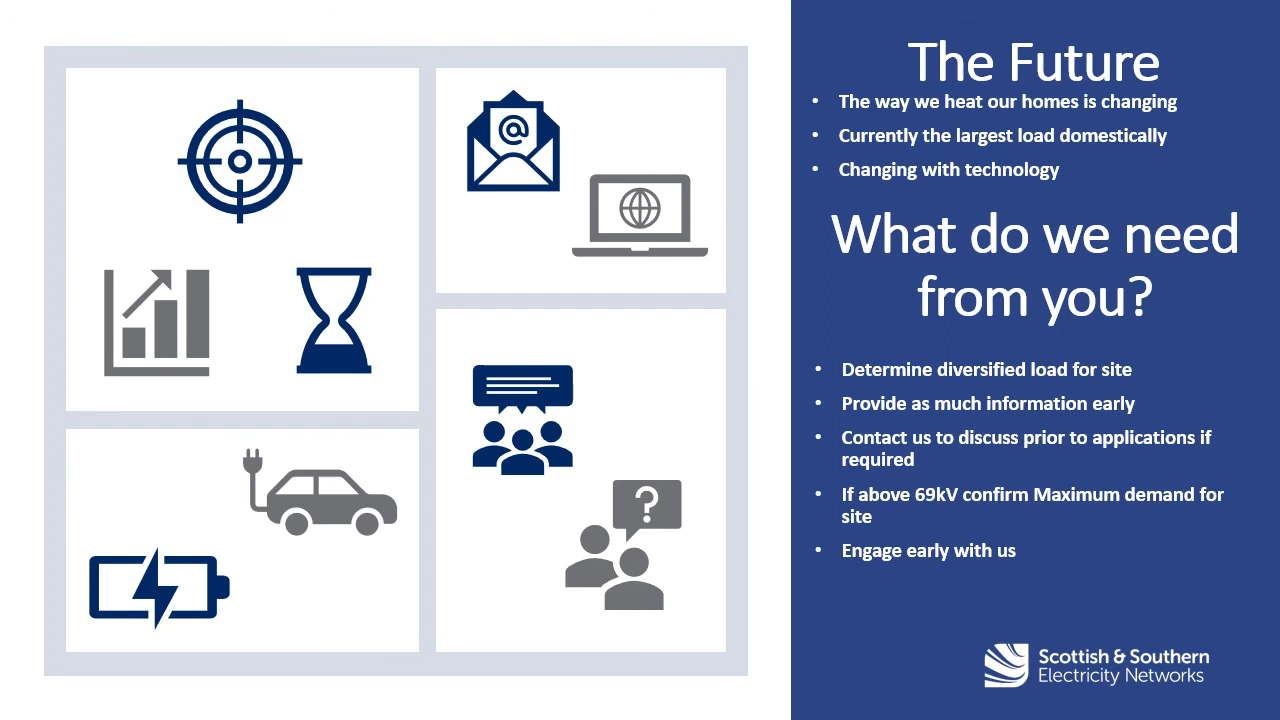 The Future
• The way we heat our homes is changing
• Currently the largest load domestically
• Changing with technology
What do we need
from you?
• Determine diversified load for site
• Provide as much information early
• Contact us to discuss prior to applications if
required
• If above 69kV confirm Maximum demand for
site
• Engage early with us
@
?
Scottish & Southern
Electricity Networks